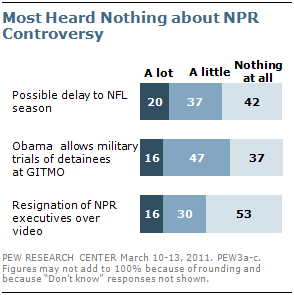 Most Heard Nothing about NPR
Controversy
A lot A little Nothing
at all
Possible delay to NFL
season
20 37 42
Obama allows military
trials of detainees
at GITMO
16 47 37
Resignation of NPR
executives over
video
16 30 53
PEW RESEARCH CENTER March 10-13, 2011. PEW3a-c.
Figures may not add to 100% because of rounding and
because "Don't know" responses not shown.